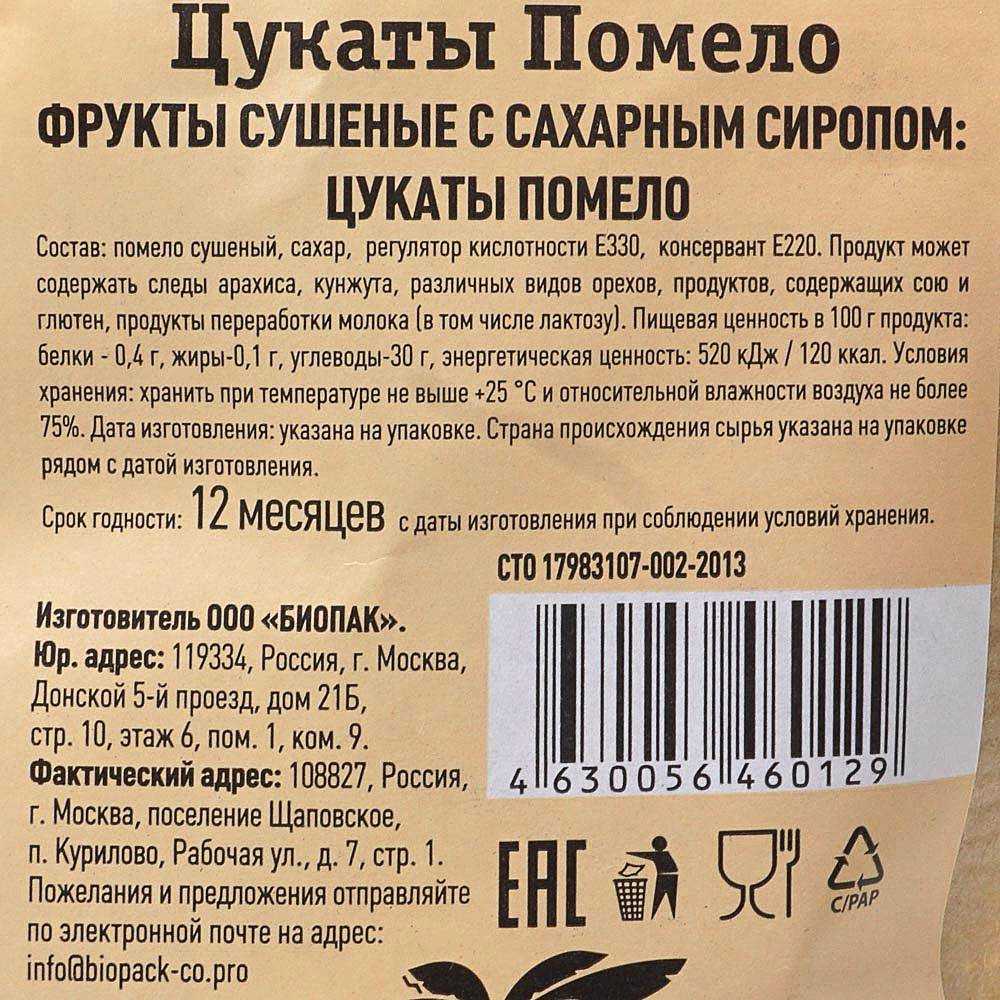 Цукаты Помело
ФРУКТЫ СУШЕНЫЕ С САХАРНЫМ СИРОПОМ:
ЦУКАТЫ ПОМЕЛО
Состав: помело сушеный, сахар, регулятор кислотности Е330, консервант Е220. Продукт может
содержать следы арахиса, кунжута, различных видов орехов, продуктов, содержащих сою и
глютен, продукты переработки молока (в том числе лактозу). Пищевая ценность в 100 г продукта:
белки - 0,4 г, жиры-0,1 г, углеводы-30 г, энергетическая ценность: 520 кДж / 120 ккал. Условия
хранения: хранить при температуре не выше +25 °С и относительной влажности воздуха не более
75%. Дата изготовления: указана на упаковке. Страна происхождения сырья указана на упаковке
рядом с датой изготовления.
Срок годности: 12 месяцев с даты изготовления при соблюдении условий хранения.
СТО 17983107-002-2013
Изготовитель ООО «БИОПАК».
Юр. адрес: 119334, Россия, г. Москва,
Донской 5-й проезд, дом 21Б,
стр. 10, этаж 6, пом. 1, ком. 9.
Фактический адрес: 108827, Россия,
г. Москва, поселение Щаповское,
п. Курилово, Рабочая ул., д. 7, стр. 1.
Пожелания и предложения отправляйте
по электронной почте на адрес:
info@biopack-co.pro
4 630056 460129
ЕАС
C/PAP